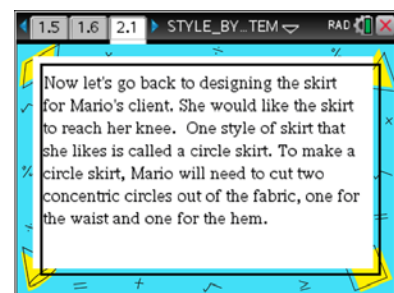 1.5 1.6 2.1 STYLE_BY…TEM RAD
Now let's go back to designing the skirt
for Mario's client. She would like the skirt
to reach her knee.  One style of skirt that
she likes is called a circle skirt. To make a
circle skirt, Mario will need to cut two
concentric circles out of the fabric, one for
the waist and one for the hem.